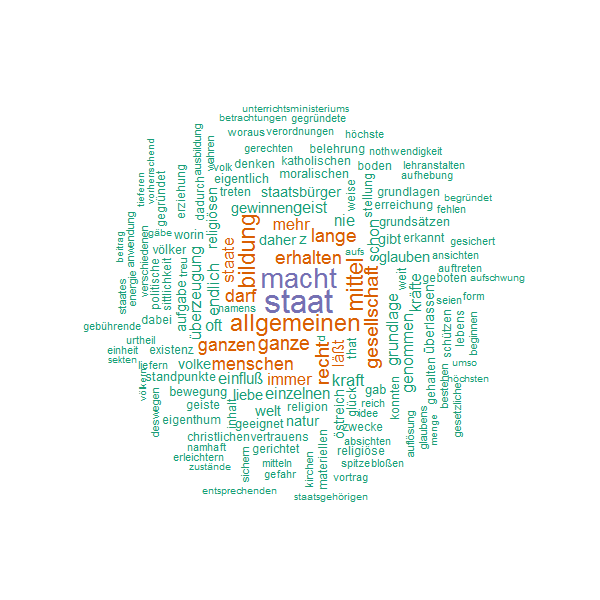 unterrichtsministeriums
betrachtungen gegründete
woraus verordnungen höchste
gerechten belehrung nothwendigkeit
volk denken katholischen boden lehranstalten
eigentlich moralischen aufhebung
treten staatsbürger weise stellung grundlagen begründet
gewinnen geist erreichung fehlen
mehr nie grundsätzen
worin daher z lange schon gibt erkannt gesichert
gäbe
völker staate erhalten aufs glauben ansichten
auftreten
macht mittel weit geboten aufschwung
darf staat kräfte seien form
namens
allgemeinen
gebührende dabei oft
urtheil
einheit existenz ganzen ganze recht d läßt that
sekten liefern volke menschen
standpunkte einfluß immer kraft höchsten
bewegung liebe einzelnen gab
geiste welt religion reich
idee
eigenthum geeignet natur zwecke
christlichen vertrauens absichten
namhaft gerichtet religiöse
erleichtern
zustände mitteln spitze bloßen
gefahr vortrag
entsprechenden staatsgehörigen
umso
menge
beitrag
staates
energie
anwendung
tieferen
vorherrschend
verschiedenen
gegründet
politische
sittlichkeit
erziehung
aufgabe
treu
dadurch
ausbildung
wahren
religiösen
überzeugung
endlich
bildung
gesellschaft
grundlage
genommen
überlassen
gehalten
schützen
lebens
beginnen
bestehen
gesetzliche
völkern
deswegen
inhalt
sichern
kirchen
materiellen
östreich
glück
konnten
auflösung
glaubens